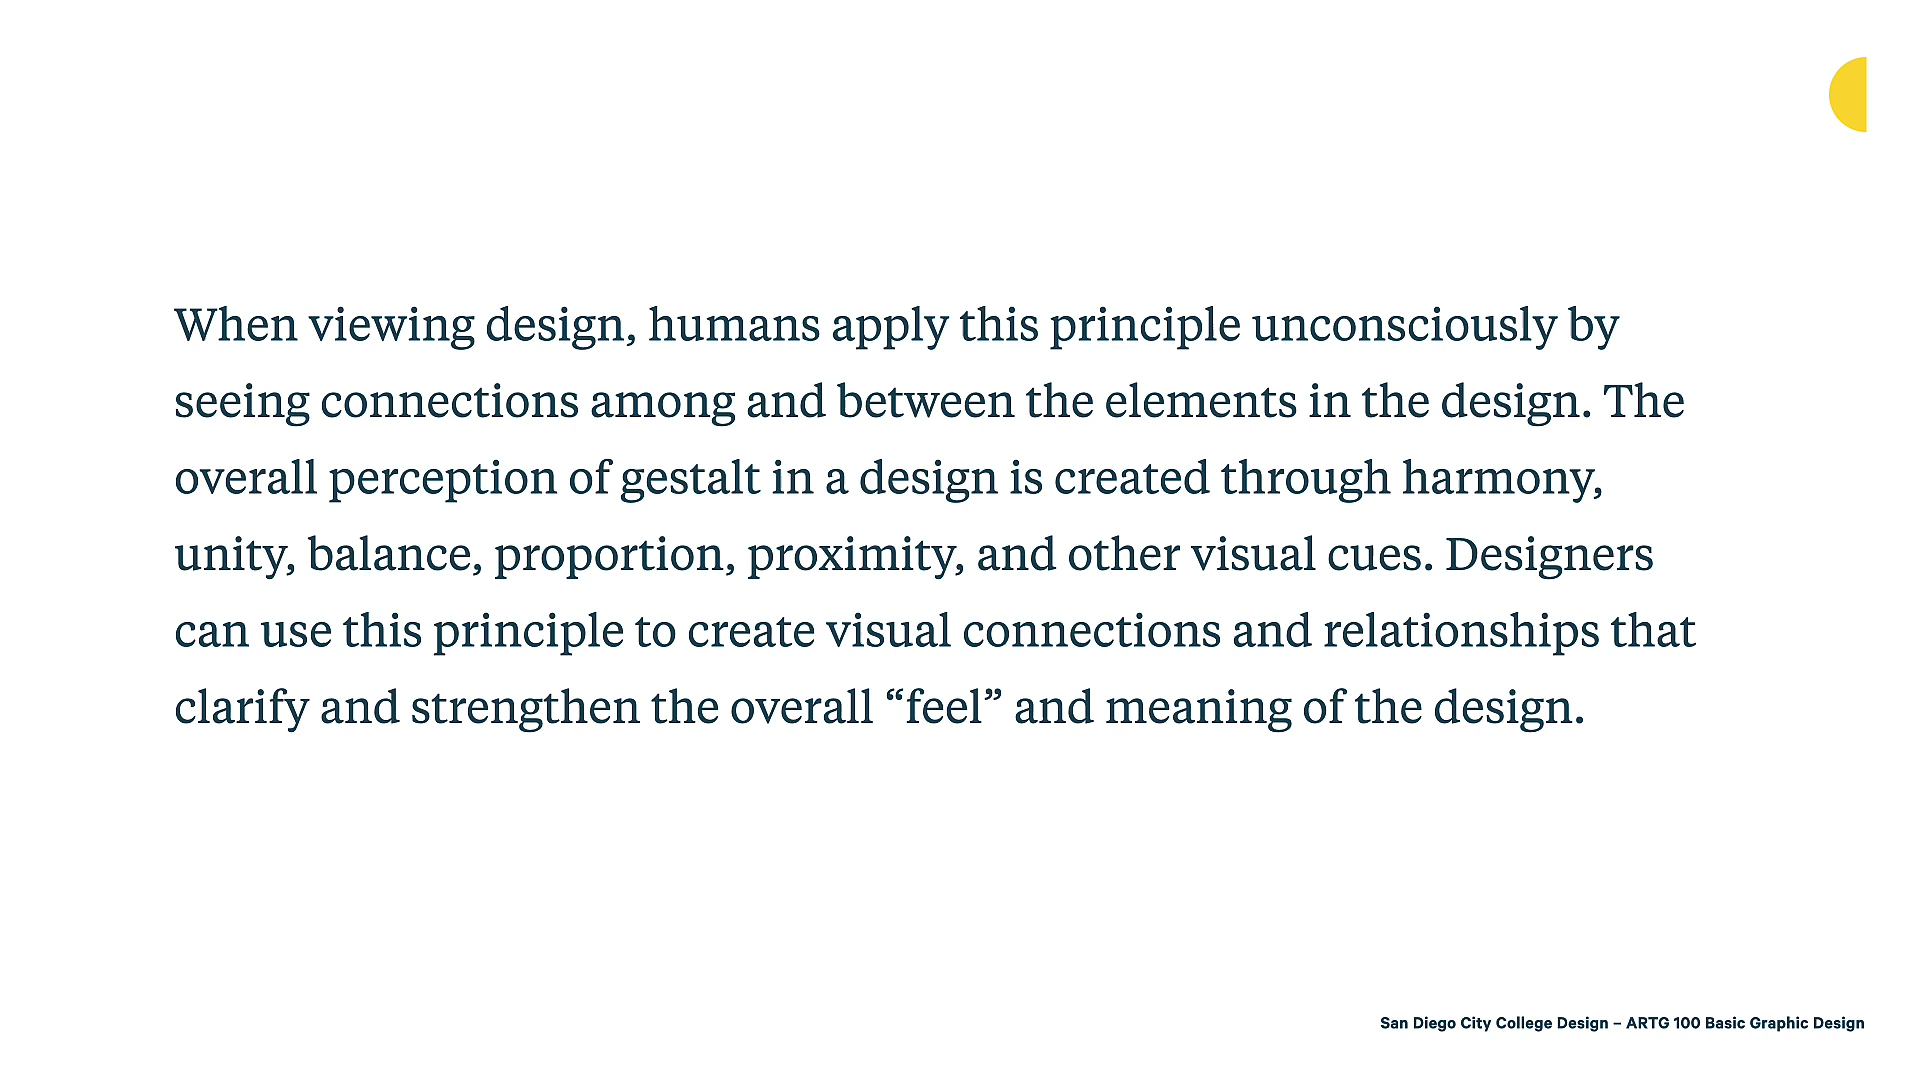 When viewing design, humans apply this principle unconsciously by
seeing connections among and between the elements in the design. The
overall perception of gestalt in a design is created through harmony,
unity, balance, proportion, proximity, and other visual cues. Designers
can use this principle to create visual connections and relationships that
clarify and strengthen the overall “feel” and meaning of the design.
San Diego City College Design – ARTG 100 Basic Graphic Design